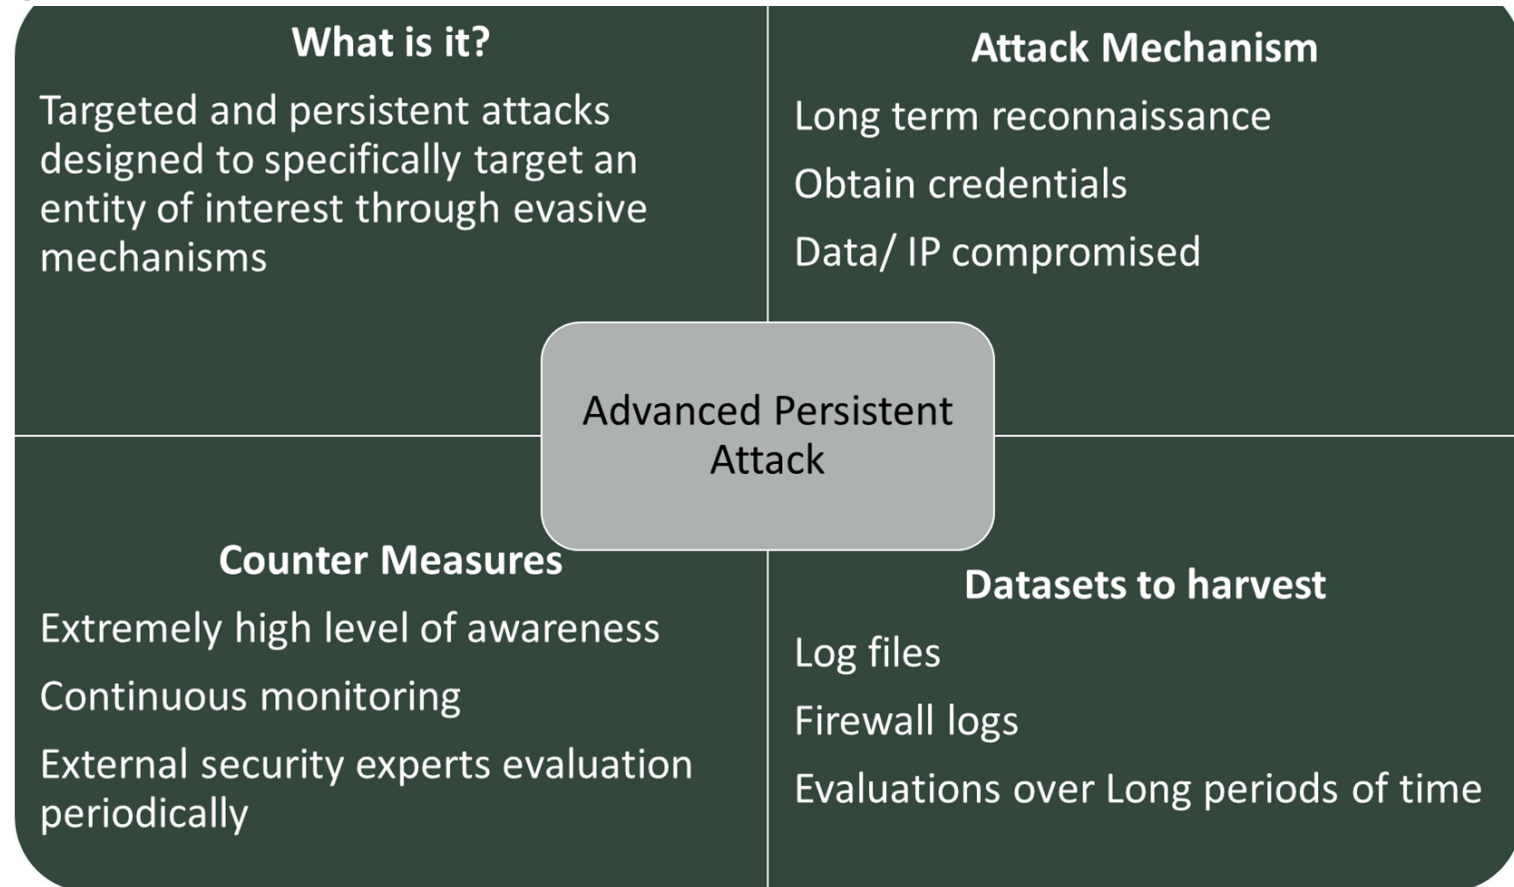 What is it?
Targeted and persistent attacks
designed to specifically target an
entity of interest through evasive
mechanisms
Attack Mechanism
Long term reconnaissance
Obtain credentials
Data/ IP compromised
Advanced Persistent
Attack
Counter Measures
Extremely high level of awareness
Continuous monitoring
External security experts evaluation
periodically
Datasets to harvest
Log files
Firewall logs
Evaluations over Long periods of time